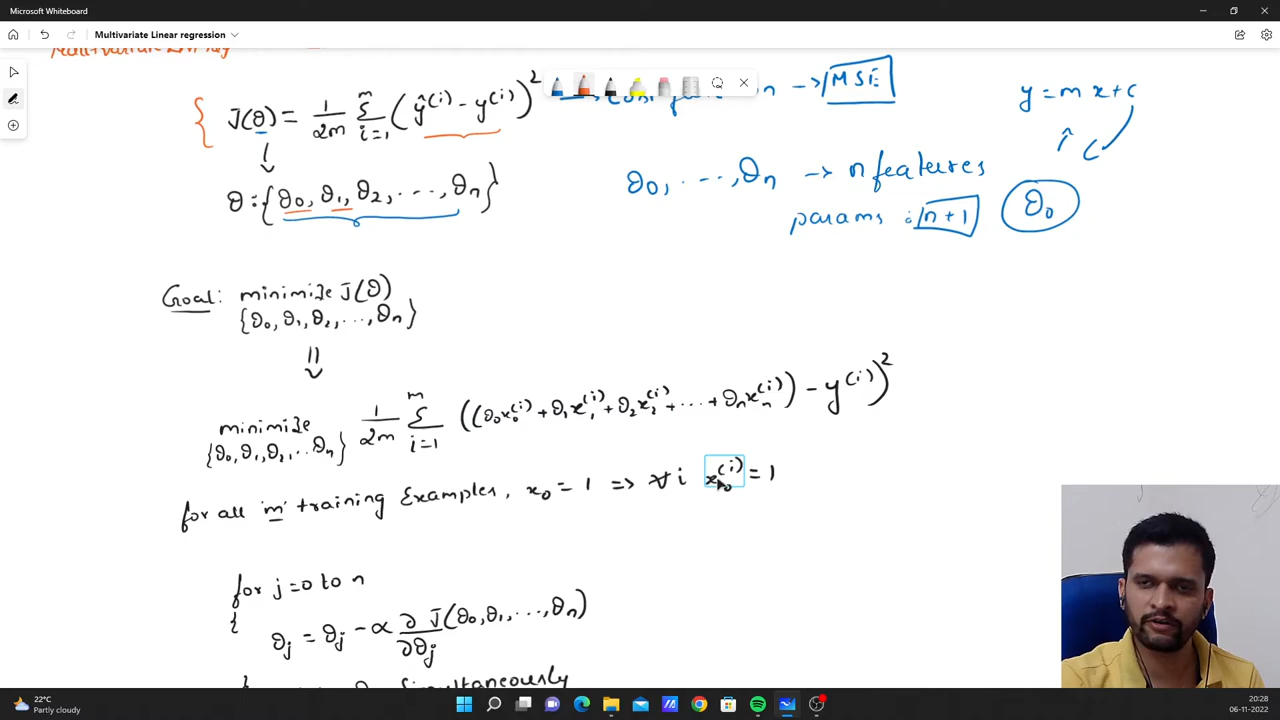 Microsoft Whiteboard
Multivariate Linear regression
J(θ) = 1/2m Σ_{i=1}^{m} (ŷ^(i) - y^(i))^2 → MSE
y = mx + c
θ : {θ0, θ1, θ2, ..., θn}
θ0, ..., θn → n features
params : n+1
θ0
Goal: minimize J(θ)
{θ0, θ1, θ2, ..., θn}
minimize 1/2m Σ_{i=1}^{m} ((θ0x0^(i) + θ1x1^(i) + θ2x2^(i) + ... + θnxn^(i)) - y^(i))^2
{θ0, θ1, θ2, ..θn}
for all 'm' training Examples, x0 = 1 => ∀ i x0^(i) = 1
for j=0 to n
{
θj = θj - α ∂/∂θj J(θ0, θ1, ..., θn)
Simultaneously
22°C
Partly cloudy
20:28
06-11-2022